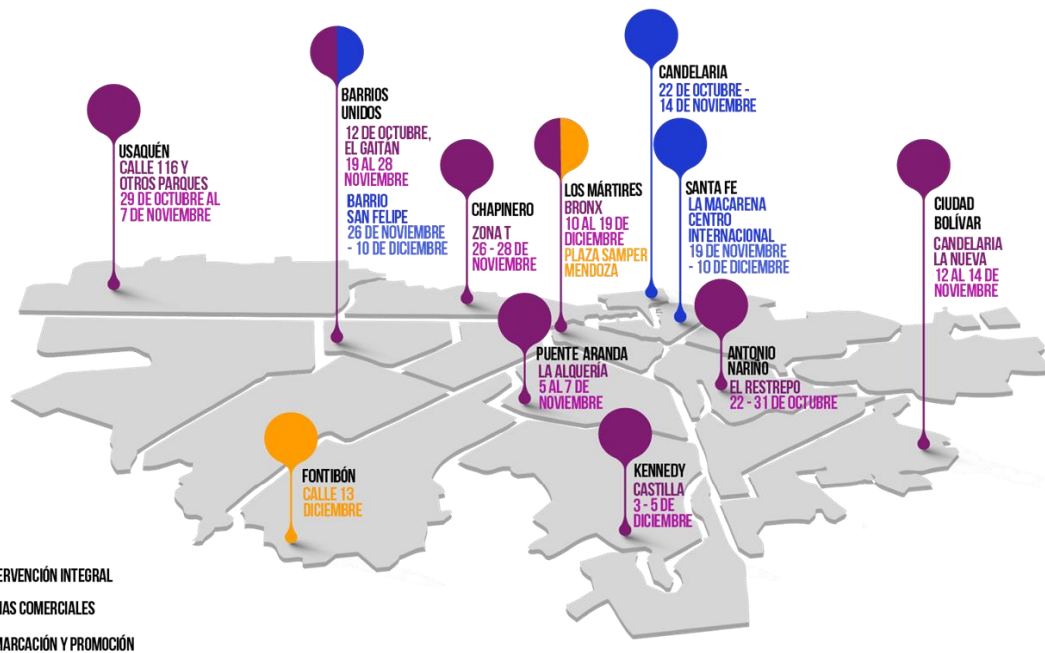 USAQUÉN
CALLE 116 Y
OTROS PARQUES
29 DE OCTUBRE AL
7 DE NOVIEMBRE
BARRIOS
UNIDOS
12 DE OCTUBRE,
EL GAITÁN
19 AL 28
NOVIEMBRE
BARRIO
SAN FELIPE
26 DE NOVIEMBRE
- 10 DE DICIEMBRE
CHAPINERO
ZONA T
26 - 28 DE
NOVIEMBRE
LOS MÁRTIRES
BRONX
10 AL 19 DE
DICIEMBRE
PLAZA SAMPER
MENDOZA
CANDELARIA
22 DE OCTUBRE -
14 DE NOVIEMBRE
SANTA FE
LA MACARENA
CENTRO
INTERNACIONAL
19 DE NOVIEMBRE
- 10 DE DICIEMBRE
CIUDAD
BOLÍVAR
CANDELARIA
LA NUEVA
12 AL 14 DE
NOVIEMBRE
PUENTE ARANDA
LA ALQUERÍA
5 AL 7 DE
NOVIEMBRE
ANTONIO
NARIÑO
EL RESTREPO
22 - 31 DE OCTUBRE
FONTIBÓN
CALLE 13
DICIEMBRE
KENNEDY
CASTILLA
3 - 5 DE
DICIEMBRE
ERVENCIÓN INTEGRAL
IAS COMERCIALES
MARCACIÓN Y PROMOCIÓN